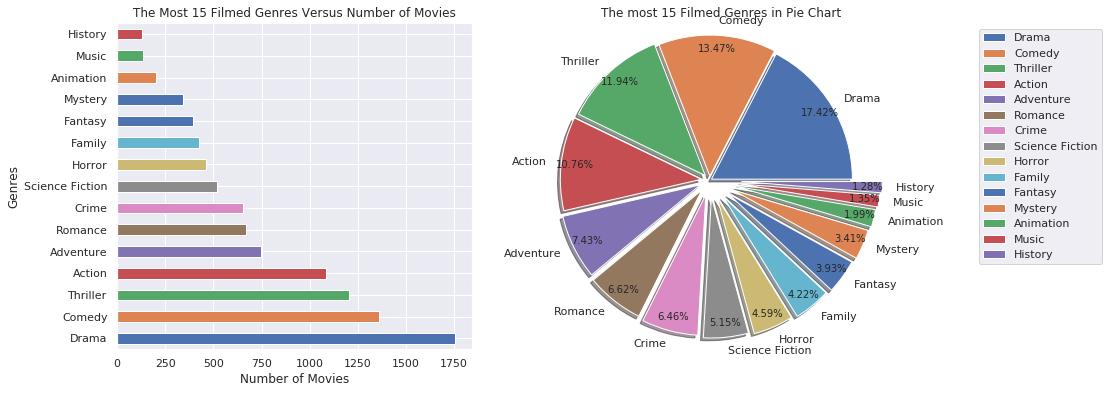 The Most 15 Filmed Genres Versus Number of Movies
Genres
History
Music
Animation
Mystery
Fantasy
Family
Horror
Science Fiction
Crime
Romance
Adventure
Action
Thriller
Comedy
Drama
0 250 500 750 1000 1250 1500 1750
Number of Movies
The most 15 Filmed Genres in Pie Chart
Comedy
13.47%
Thriller
11.94%
Drama
17.42%
Action
10.76%
Adventure
7.43%
Romance
6.62%
Crime
6.46%
Science Fiction
5.15%
Horror
4.59%
Family
4.22%
Fantasy
3.93%
Mystery
3.41%
Animation
1.99%
Music
1.35%
History
1.28%
Drama
Comedy
Thriller
Action
Adventure
Romance
Crime
Science Fiction
Horror
Family
Fantasy
Mystery
Animation
Music
History